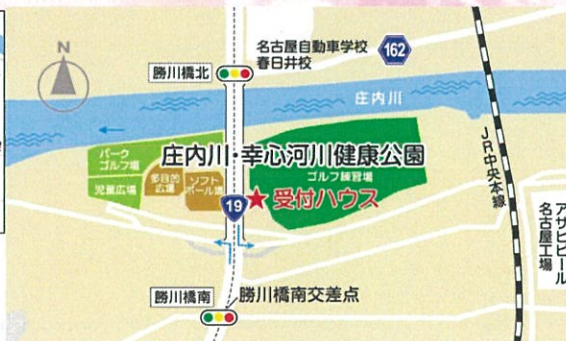 N
勝川橋北
名古屋自動車学校
春日井校
162
庄内川
庄内川・幸心河川健康公園
パーク
ゴルフ場
児童広場
多目的
広場
ソフト
ボール場
ゴルフ練習場
19
★受付ハウス
JR中央本線
アサヒビール
名古屋工場
勝川橋南
勝川橋南交差点